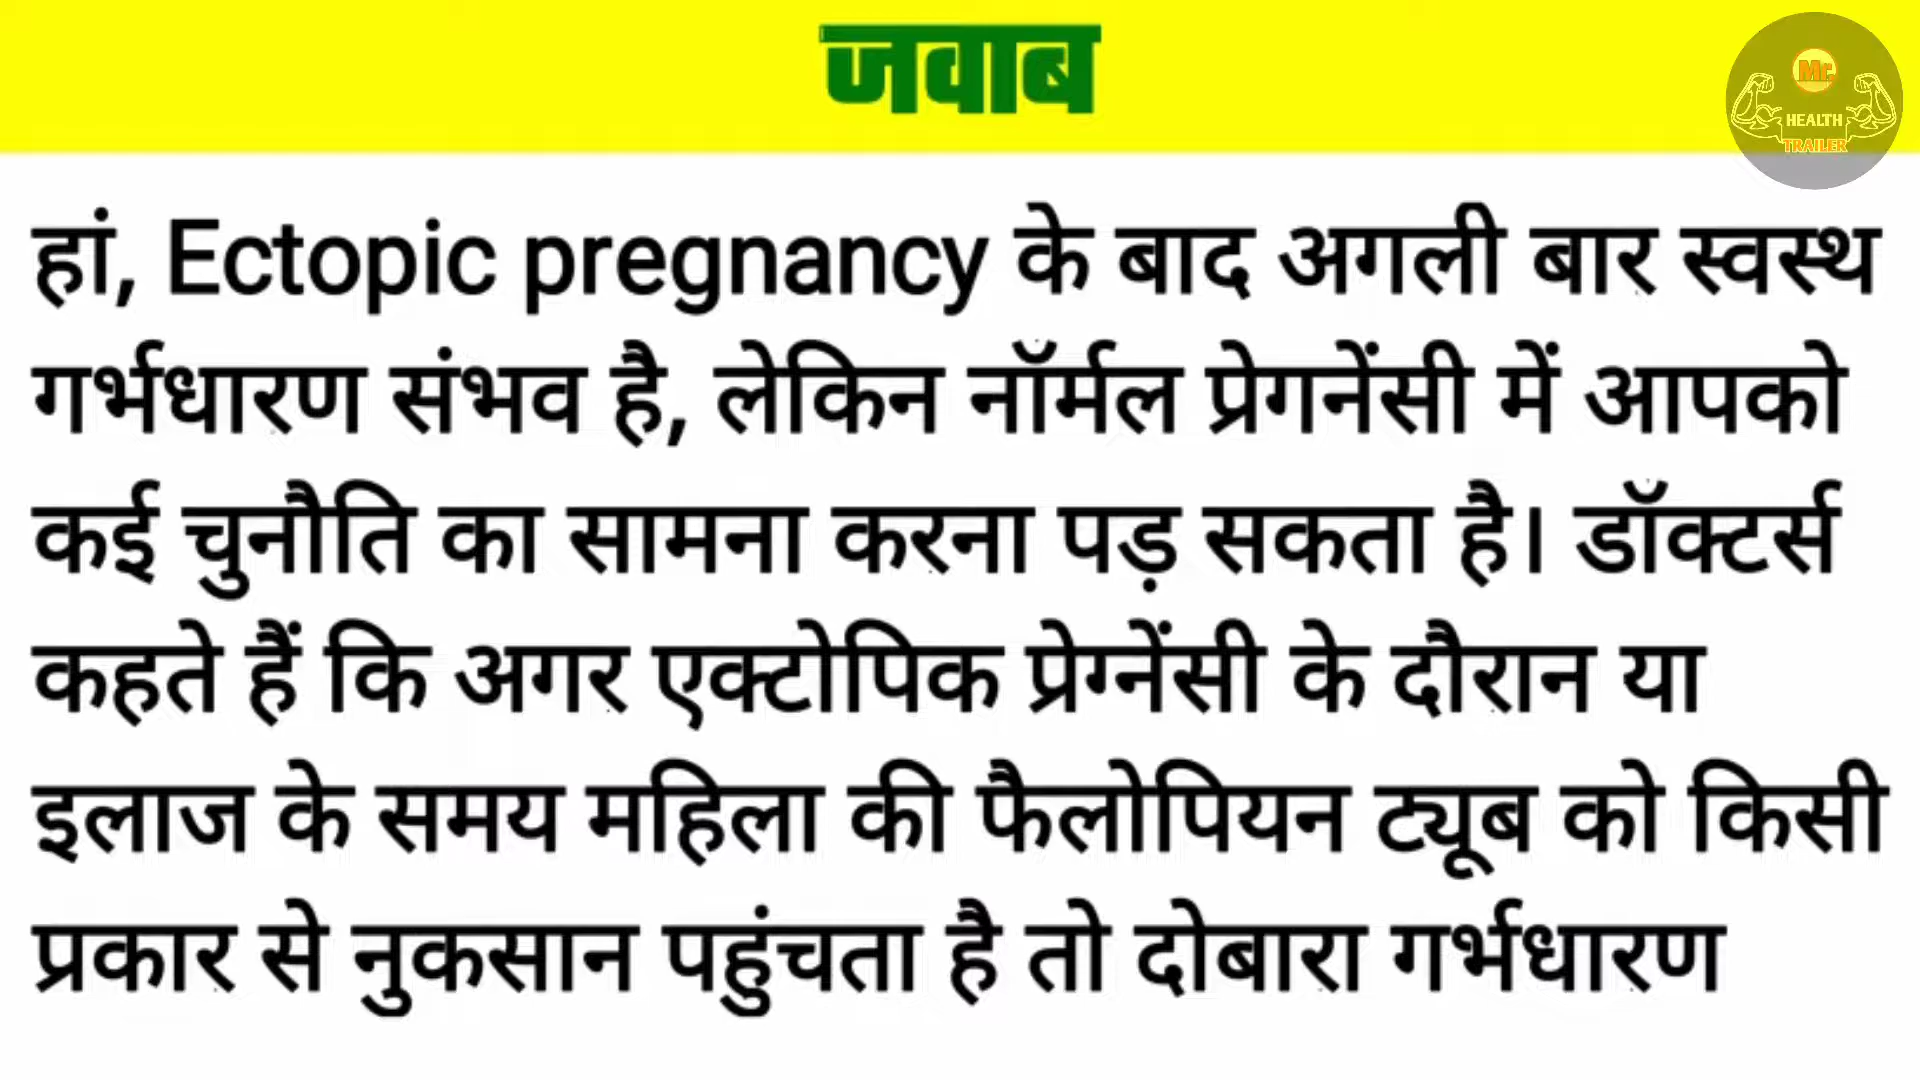 जवाब
Mr.
HEALTH
TRAILER
हां, Ectopic pregnancy के बाद अगली बार स्वस्थ
गर्भधारण संभव है, लेकिन नॉर्मल प्रेगनेंसी में आपको
कई चुनौति का सामना करना पड़ सकता है। डॉक्टर्स
कहते हैं कि अगर एक्टोपिक प्रेग्नेंसी के दौरान या
इलाज के समय महिला की फैलोपियन ट्यूब को किसी
प्रकार से नुकसान पहुंचता है तो दोबारा गर्भधारण